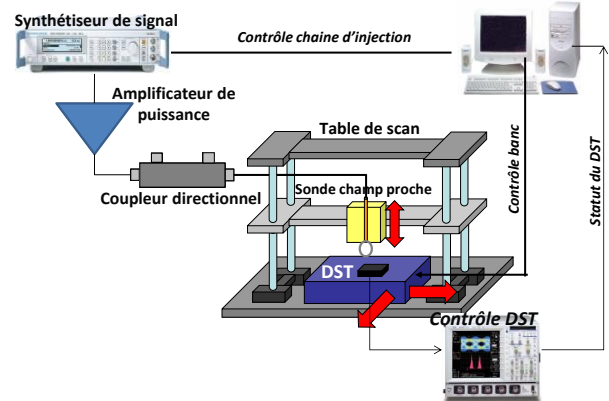 Synthétiseur de signal
Contrôle chaine d'injection
Amplificateur de
puissance
Table de scan
Coupleur directionnel
Sonde champ proche
DST
Contrôle banc
Statut du DST
Contrôle DST